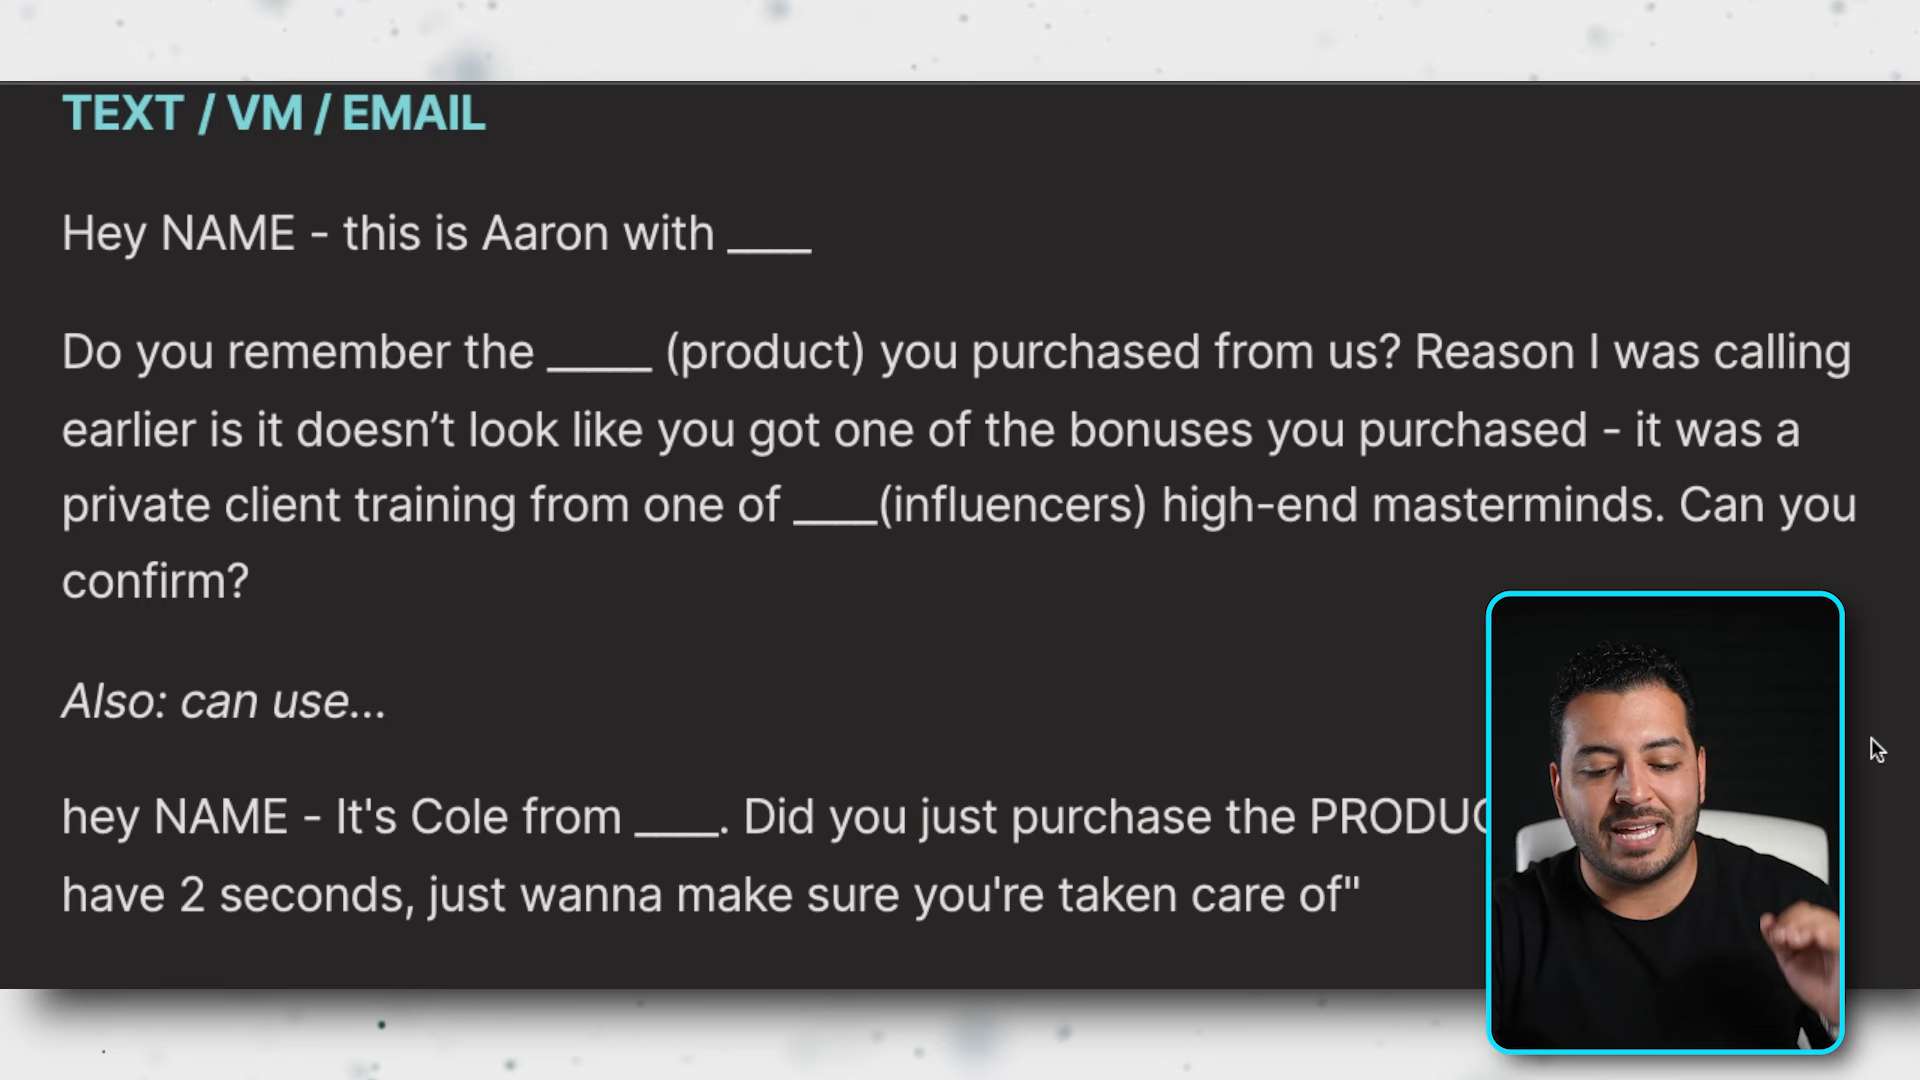 TEXT / VM / EMAIL
Hey NAME - this is Aaron with ____
Do you remember the _____ (product) you purchased from us? Reason I was calling
earlier is it doesn’t look like you got one of the bonuses you purchased - it was a
private client training from one of ____(influencers) high-end masterminds. Can you
confirm?
Also: can use...
hey NAME - It's Cole from ____. Did you just purchase the
have 2 seconds, just wanna make sure you're taken care of"